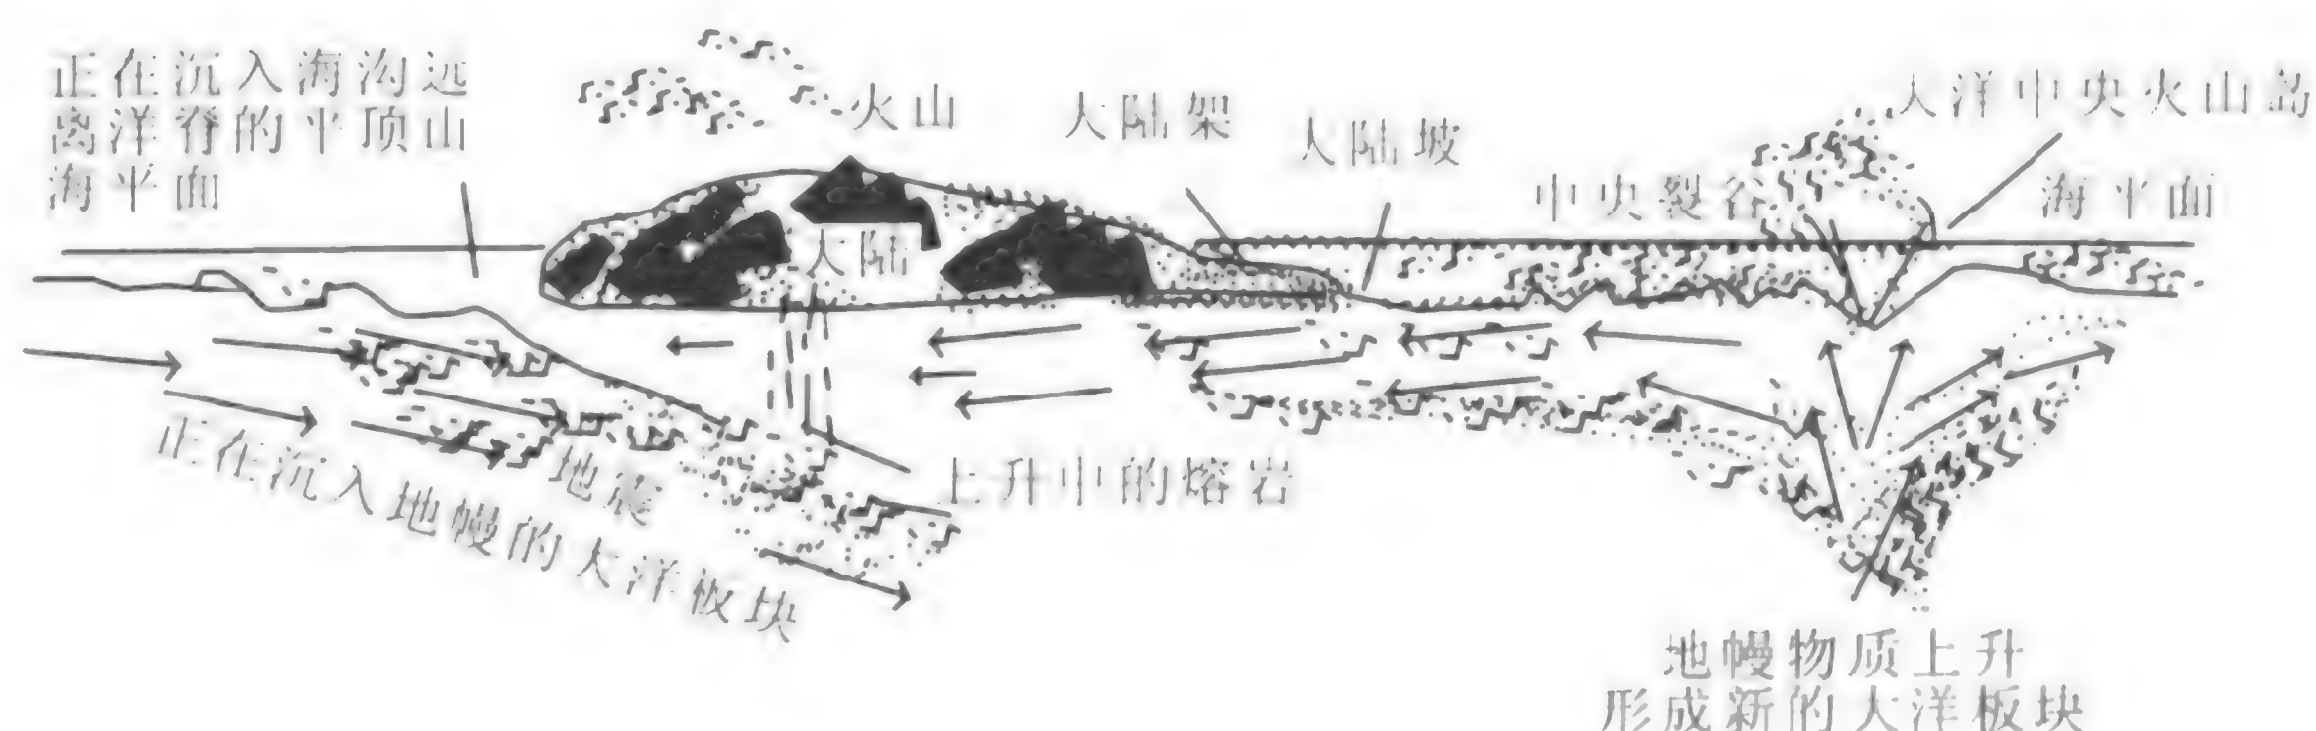 正在沉入海沟远
离洋脊的平顶山
海平面
火山
大陆架
大陆坡
中央裂谷
大洋中央火山岛
海平面
大陆
地震
上升中的熔岩
正在沉入地幔的大洋板块
地幔物质上升
形成新的大洋板块